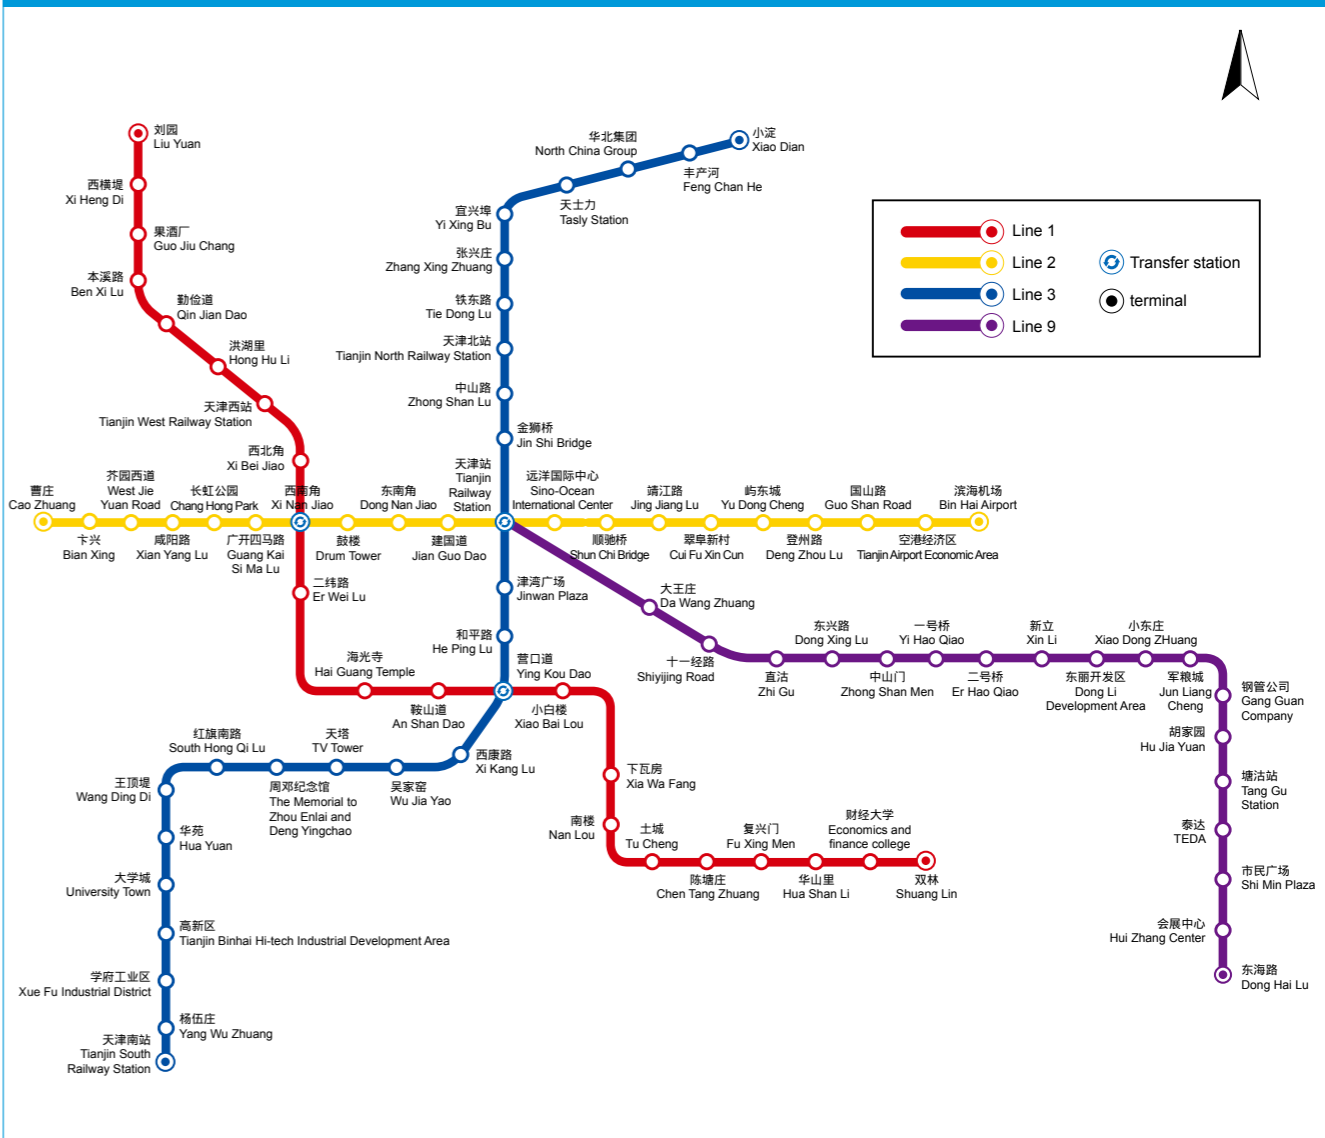 刘园
Liu Yuan
西横堤
Xi Heng Di
果酒厂
Guo Jiu Chang
本溪路
Ben Xi Lu
勤俭道
Qin Jian Dao
洪湖里
Hong Hu Li
天津西站
Tianjin West Railway Station
西北角
Xi Bei Jiao
小淀
Xiao Dian
华北集团
North China Group
丰产河
Feng Chan He
天士力
Tasly Station
宜兴埠
Yi Xing Bu
张兴庄
Zhang Xing Zhuang
铁东路
Tie Dong Lu
天津北站
Tianjin North Railway Station
中山路
Zhong Shan Lu
金狮桥
Jin Shi Bridge
Line 1
Line 2
Line 3
Line 9
Transfer station
terminal
曹庄
Cao Zhuang
卞兴
Bian Xing
芥园西道
West Jie
Yuan Road
咸阳路
Xian Yang Lu
长虹公园
Chang Hong Park
广开四马路
Guang Kai
Si Ma Lu
西南角
Xi Nan Jiao
鼓楼
Drum Tower
东南角
Dong Nan Jiao
建国道
Jian Guo Dao
天津站
Tianjin
Railway
Station
远洋国际中心
Sino-Ocean
International Center
顺驰桥
Shun Chi Bridge
靖江路
Jing Jiang Lu
翠阜新村
Cui Fu Xin Cun
屿东城
Yu Dong Cheng
登州路
Deng Zhou Lu
国山路
Guo Shan Road
空港经济区
Tianjin Airport Economic Area
滨海机场
Bin Hai Airport
二纬路
Er Wei Lu
海光寺
Hai Guang Temple
鞍山道
An Shan Dao
津湾广场
Jinwan Plaza
和平路
He Ping Lu
营口道
Ying Kou Dao
小白楼
Xiao Bai Lou
下瓦房
Xia Wa Fang
南楼
Nan Lou
土城
Tu Cheng
陈塘庄
Chen Tang Zhuang
复兴门
Fu Xing Men
华山里
Hua Shan Li
财经大学
Economics and
finance college
双林
Shuang Lin
大王庄
Da Wang Zhuang
十一经路
Shiyijing Road
直沽
Zhi Gu
东兴路
Dong Xing Lu
中山门
Zhong Shan Men
一号桥
Yi Hao Qiao
二号桥
Er Hao Qiao
新立
Xin Li
东丽开发区
Dong Li
Development Area
小东庄
Xiao Dong ZHuang
军粮城
Jun Liang
Cheng
钢管公司
Gang Guan
Company
胡家园
Hu Jia Yuan
塘沽站
Tang Gu
Station
泰达
TEDA
市民广场
Shi Min Plaza
会展中心
Hui Zhang Center
东海路
Dong Hai Lu
西康路
Xi Kang Lu
吴家窑
Wu Jia Yao
天塔
TV Tower
周邓纪念馆
The Memorial to
Zhou Enlai and
Deng Yingchao
红旗南路
South Hong Qi Lu
王顶堤
Wang Ding Di
华苑
Hua Yuan
大学城
University Town
高新区
Tianjin Binhai Hi-tech Industrial Development Area
学府工业区
Xue Fu Industrial District
杨伍庄
Yang Wu Zhuang
天津南站
Tianjin South
Railway Station